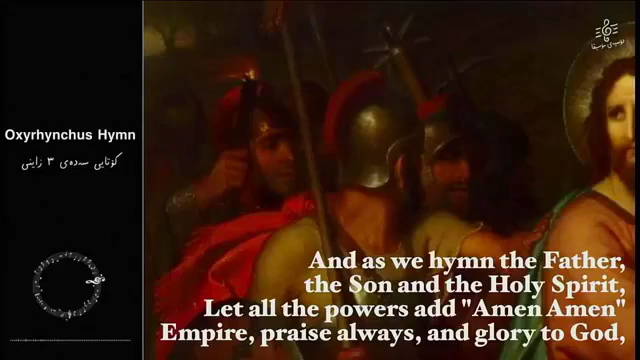 Oxyrhynchus Hymn
کۆتایی سەدەی ٣ زاینی
And as we hymn the Father,
the Son and the Holy Spirit,
Let all the powers add "Amen Amen"
Empire, praise always, and glory to God,